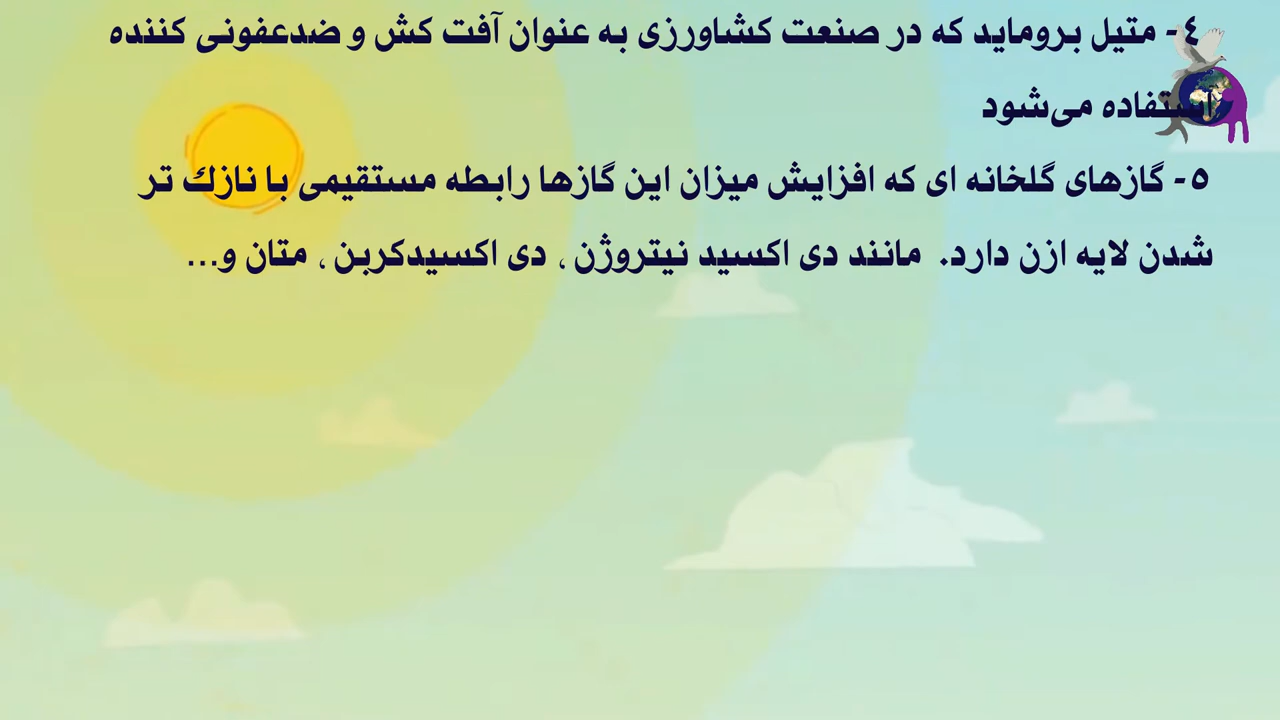 ٤- متیل بروماید که در صنعت کشاورزی به عنوان آفت کش و ضدعفونی کننده
استفاده می‌شود
٥- گازهای گلخانه ای که افزایش میزان این گازها رابطه مستقیمی با نازك تر
شدن لایه ازن دارد. مانند دی اکسید نیتروژن، دی اکسیدکربن، متان و...